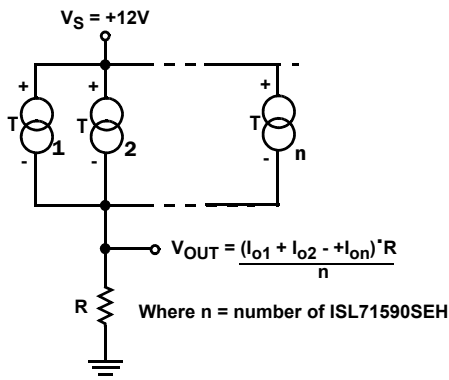 V_S = +12V
+ + +
T T T
1 2 n
- - -
V_OUT = (I_o1 + I_o2 - +I_on)·R
n
R
Where n = number of ISL71590SEH